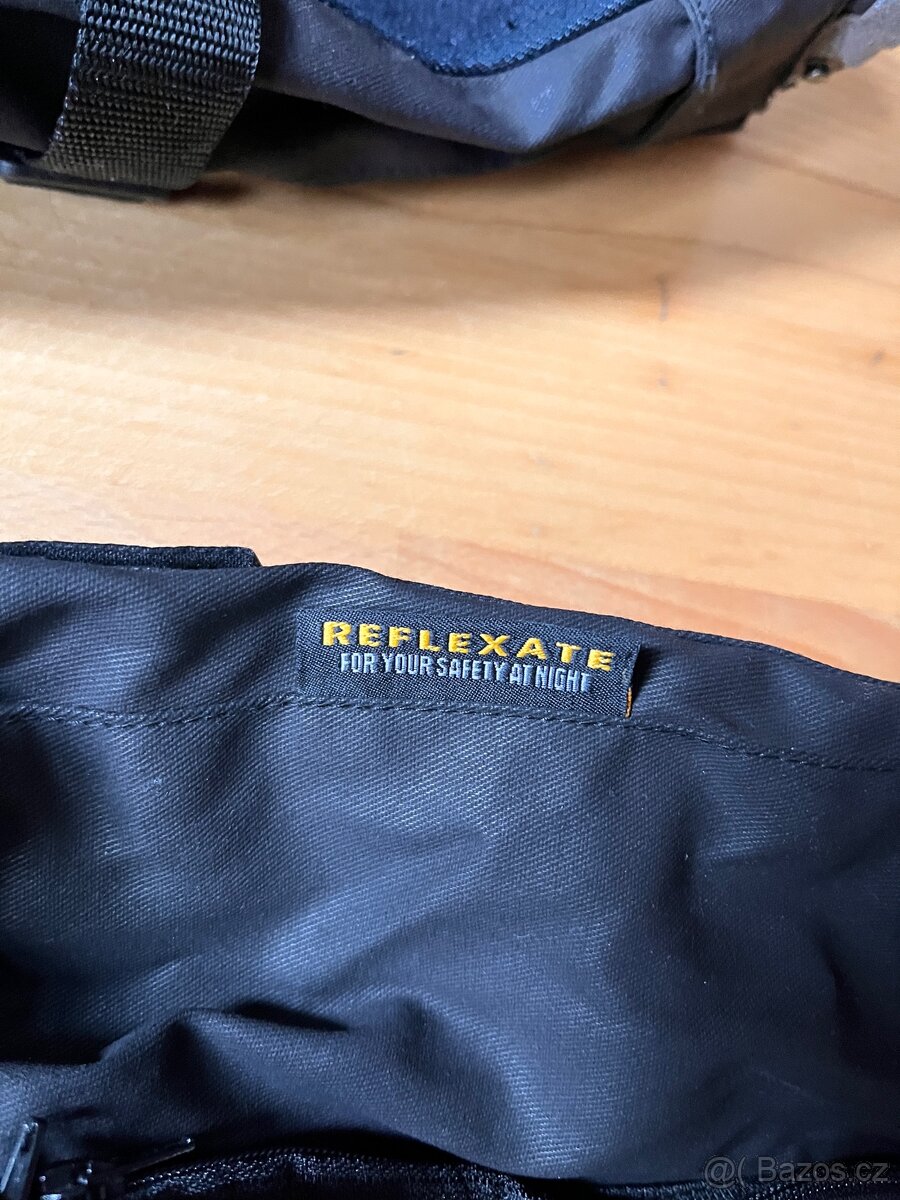 REFLEXATE
FOR YOUR SAFETY AT NIGHT
@( Bazos.cz